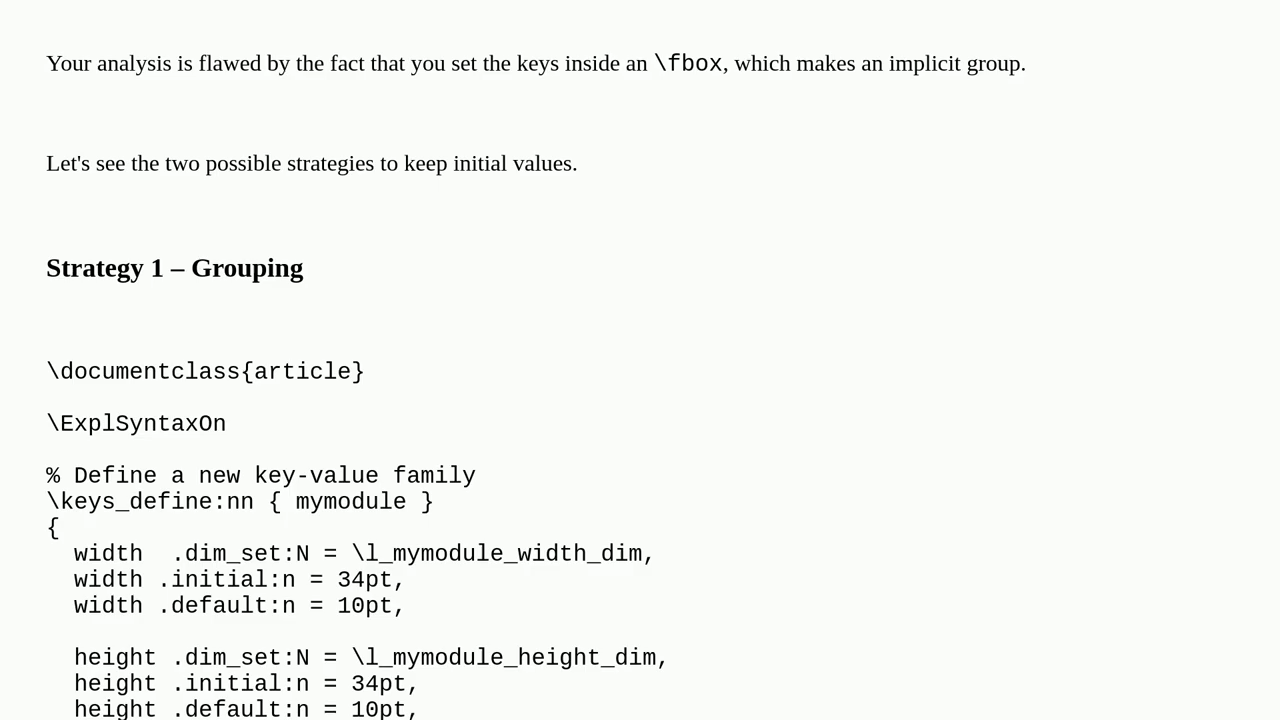 Your analysis is flawed by the fact that you set the keys inside an \fbox, which makes an implicit group.
Let's see the two possible strategies to keep initial values.
Strategy 1 – Grouping
\documentclass{article}
\ExplSyntaxOn
% Define a new key-value family
\keys_define:nn { mymodule }
{
  width  .dim_set:N = \l_mymodule_width_dim,
  width .initial:n = 34pt,
  width .default:n = 10pt,
  height .dim_set:N = \l_mymodule_height_dim,
  height .initial:n = 34pt,
  height .default:n = 10pt,